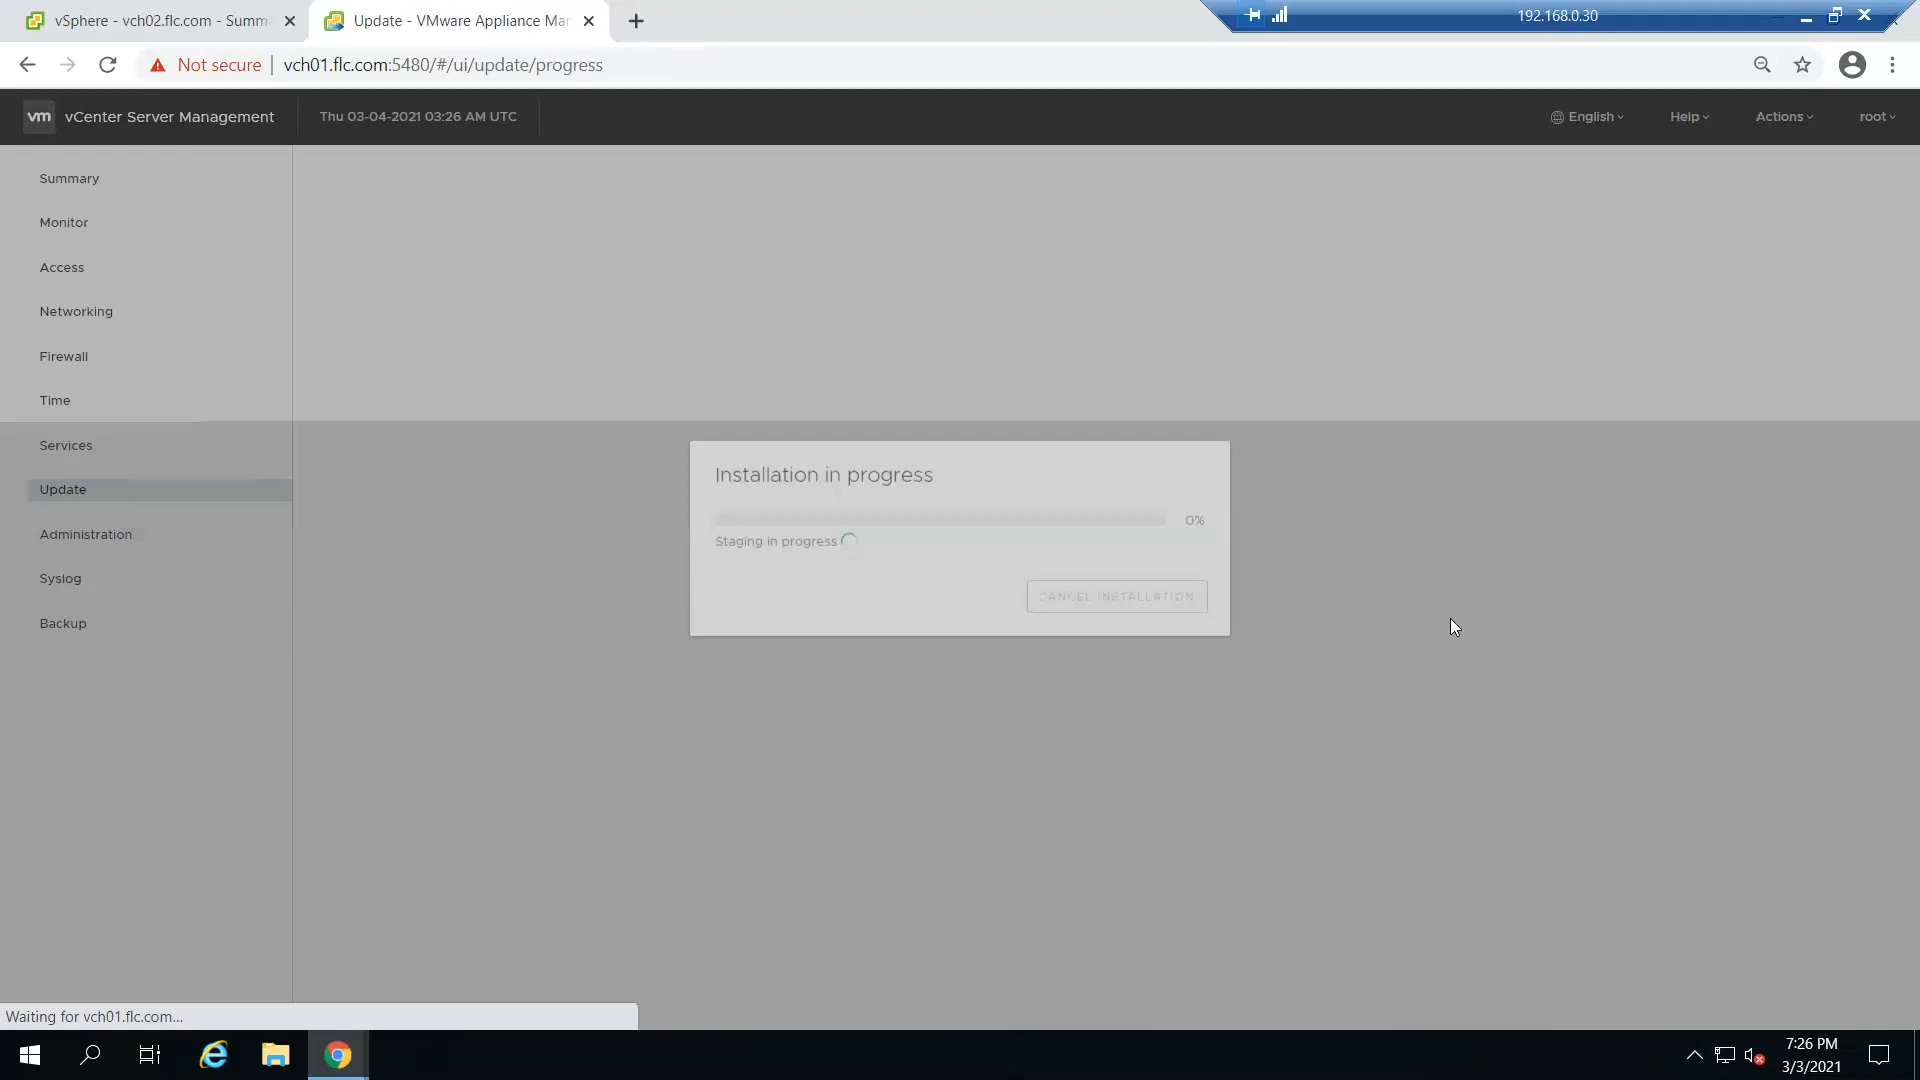 vSphere - vch02.flc.com - Summa
Update - VMware Appliance Man
192.168.0.30
Not secure
vch01.flc.com:5480/#/ui/update/progress
vm
vCenter Server Management
Thu 03-04-2021 03:26 AM UTC
English
Help
Actions
root
Summary
Monitor
Access
Networking
Firewall
Time
Services
Update
Administration
Syslog
Backup
Installation in progress
0%
Staging in progress
CANCEL INSTALLATION
Waiting for vch01.flc.com...
7:26 PM
3/3/2021